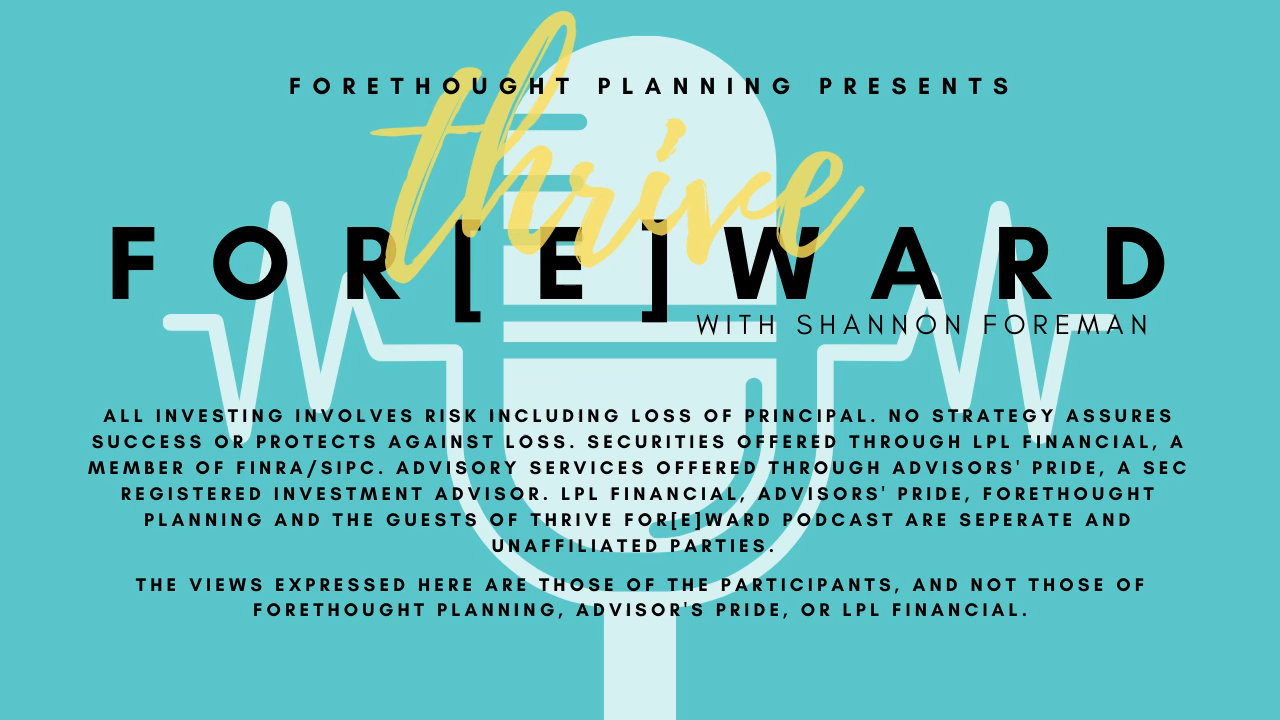 FORETHOUGHT PLANNING PRESENTS
thrive
FOR[E]WARD
WITH SHANNON FOREMAN
ALL INVESTING INVOLVES RISK INCLUDING LOSS OF PRINCIPAL. NO STRATEGY ASSURES
SUCCESS OR PROTECTS AGAINST LOSS. SECURITIES OFFERED THROUGH LPL FINANCIAL, A
MEMBER OF FINRA/SIPC. ADVISORY SERVICES OFFERED THROUGH ADVISORS' PRIDE, A SEC
REGISTERED INVESTMENT ADVISOR. LPL FINANCIAL, ADVISORS' PRIDE, FORETHOUGHT
PLANNING AND THE GUESTS OF THRIVE FOR[E]WARD PODCAST ARE SEPERATE AND
UNAFFILIATED PARTIES.
THE VIEWS EXPRESSED HERE ARE THOSE OF THE PARTICIPANTS, AND NOT THOSE OF
FORETHOUGHT PLANNING, ADVISOR'S PRIDE, OR LPL FINANCIAL.